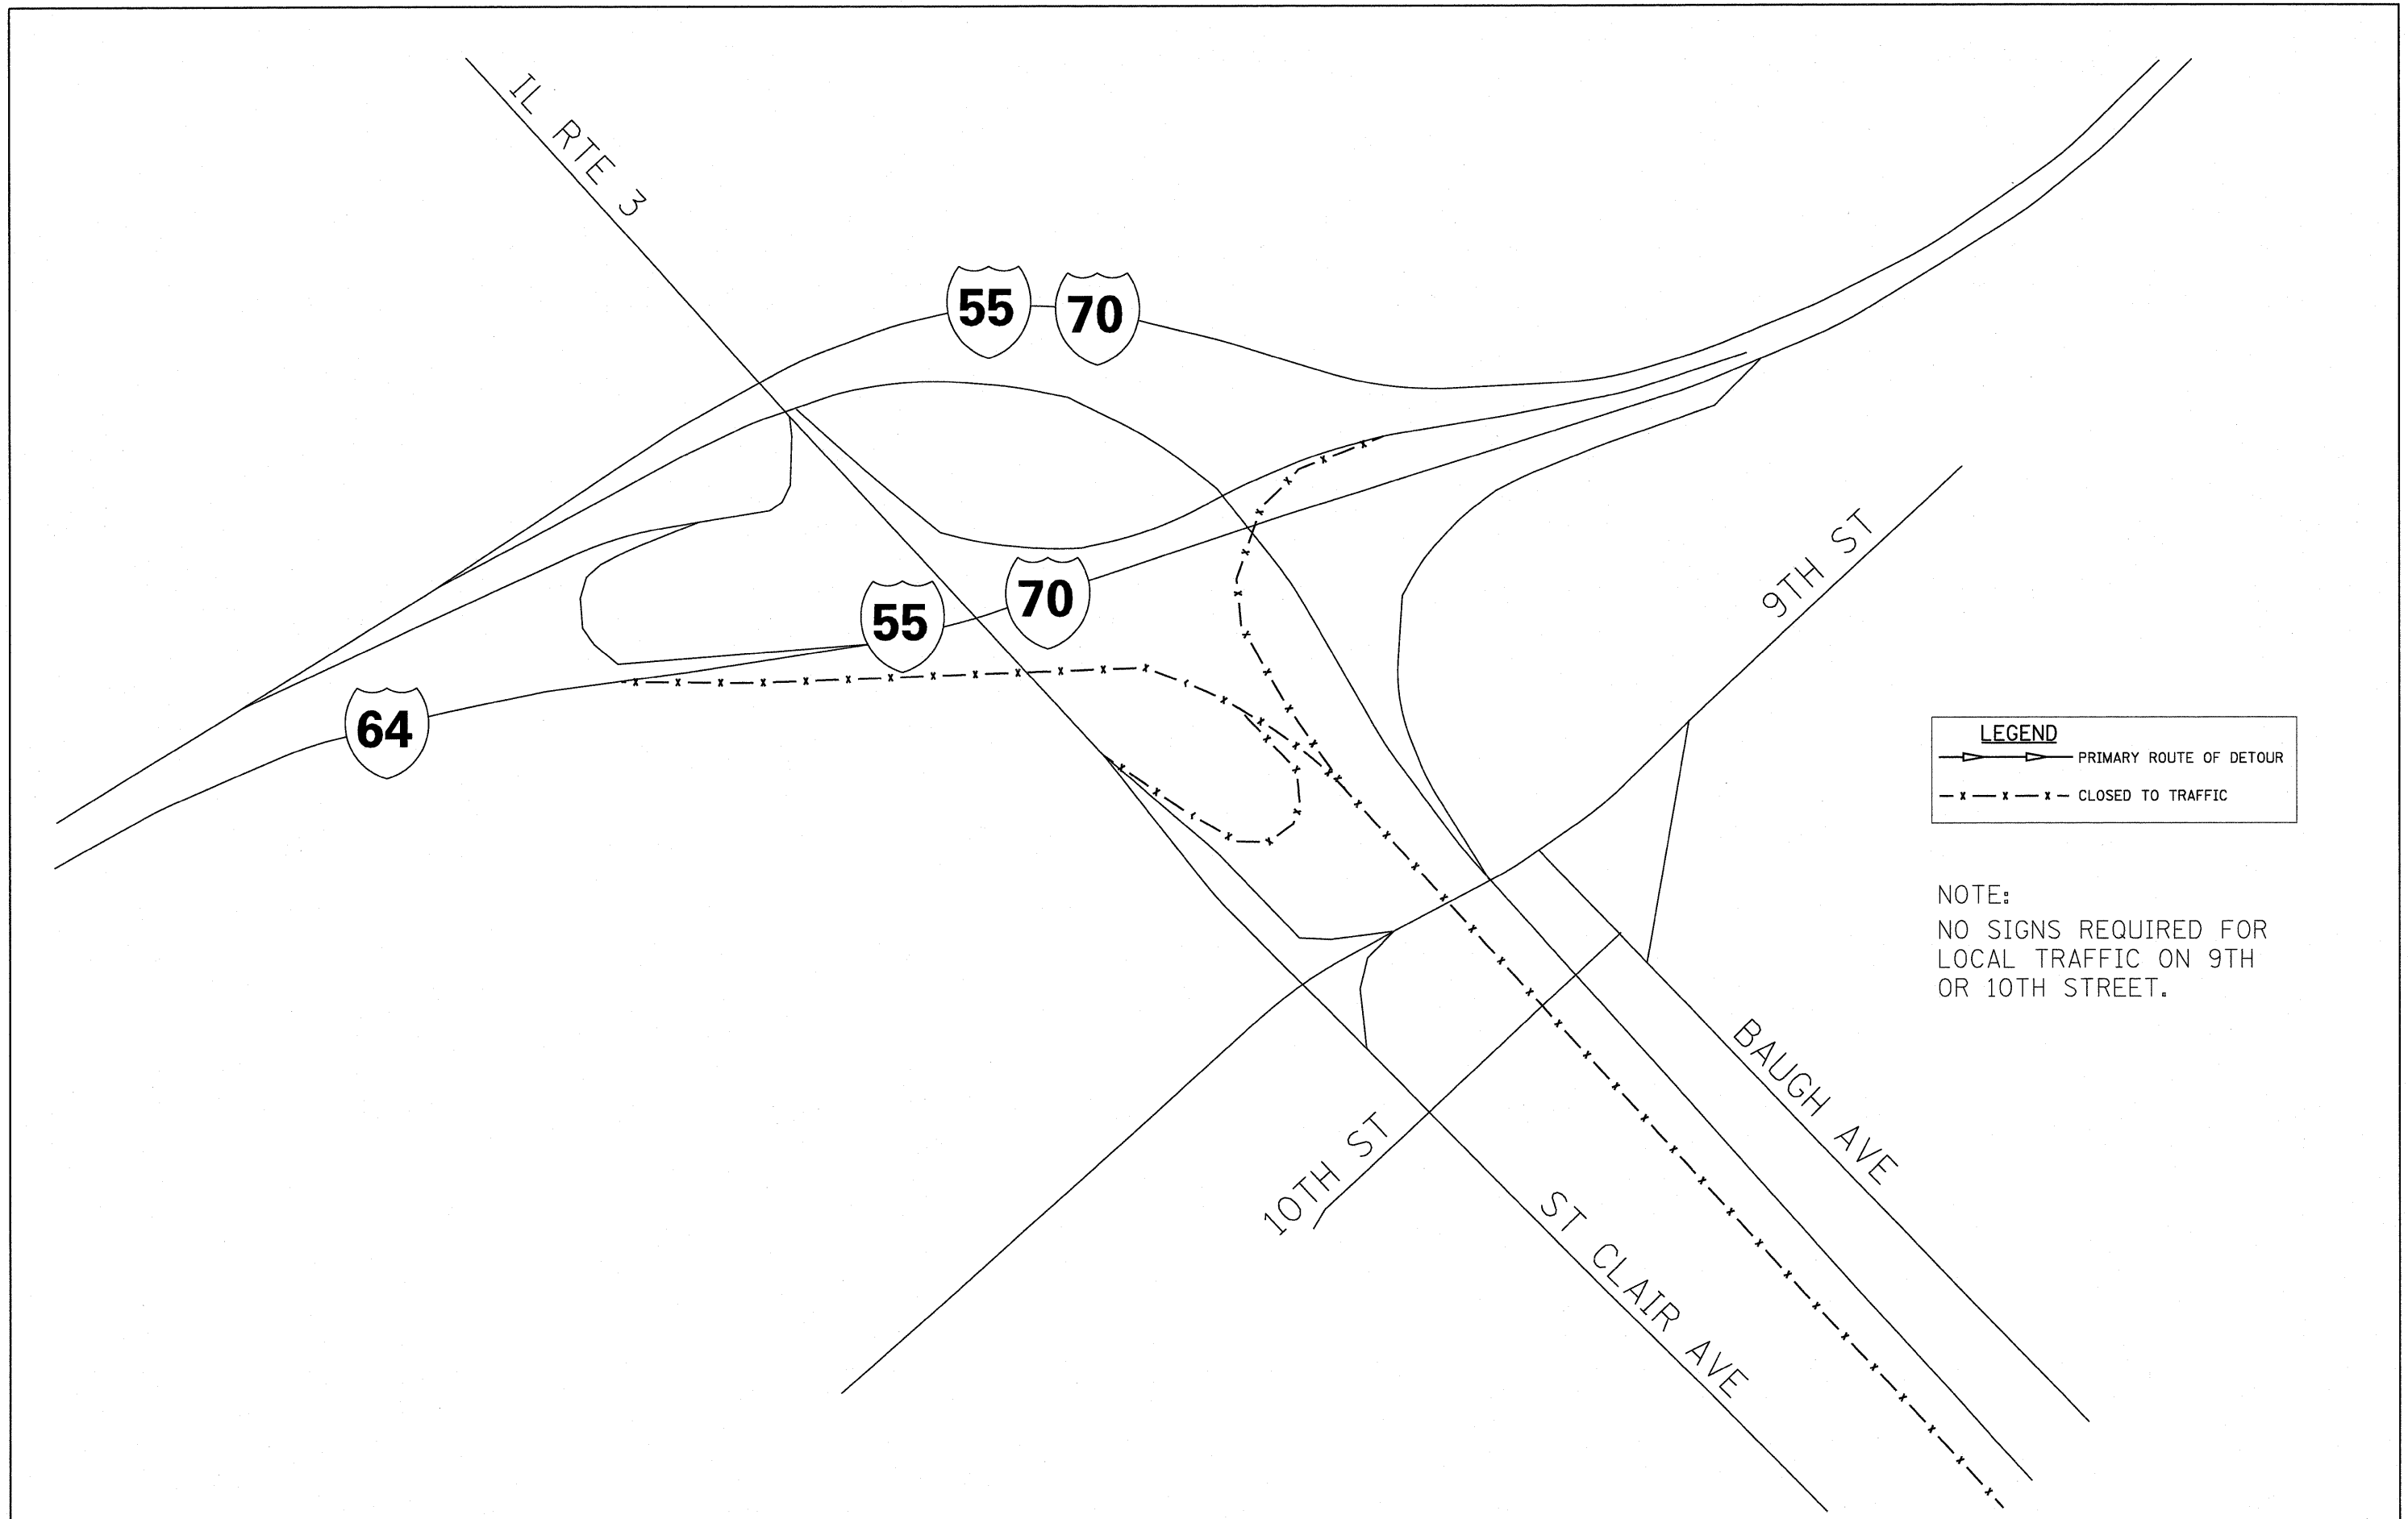 IL RTE 3
55
70
9TH ST
55
70
64
LEGEND
PRIMARY ROUTE OF DETOUR
x x x CLOSED TO TRAFFIC
NOTE:
NO SIGNS REQUIRED FOR
LOCAL TRAFFIC ON 9TH
OR 10TH STREET.
BAUGH AVE
10TH ST
ST CLAIR AVE